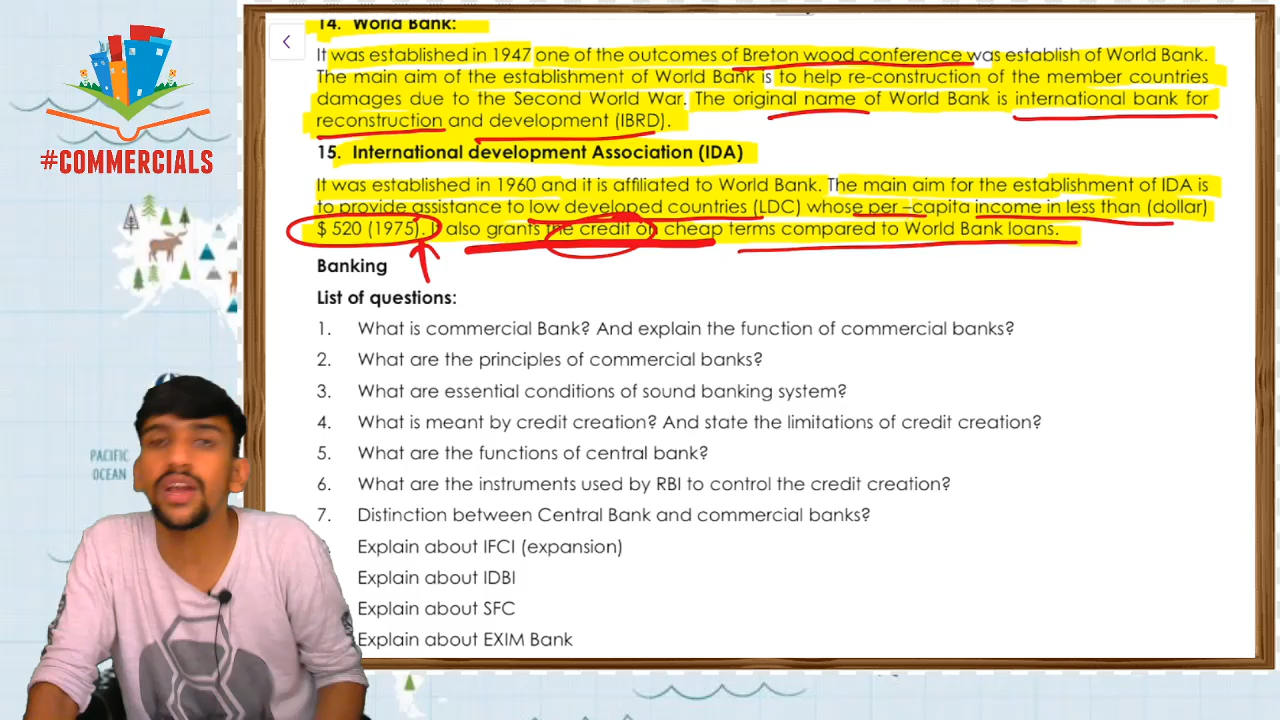 14. World Bank:
It was established in 1947 one of the outcomes of Breton wood conference was establish of World Bank.
The main aim of the establishment of World Bank is to help re-construction of the member countries
damages due to the Second World War. The original name of World Bank is international bank for
reconstruction and development (IBRD).
15. International development Association (IDA)
It was established in 1960 and it is affiliated to World Bank. The main aim for the establishment of IDA is
to provide assistance to low developed countries (LDC) whose per –capita income in less than (dollar)
$ 520 (1975). It also grants the credit on cheap terms compared to World Bank loans.
Banking
List of questions:
1. What is commercial Bank? And explain the function of commercial banks?
2. What are the principles of commercial banks?
3. What are essential conditions of sound banking system?
4. What is meant by credit creation? And state the limitations of credit creation?
5. What are the functions of central bank?
6. What are the instruments used by RBI to control the credit creation?
7. Distinction between Central Bank and commercial banks?
Explain about IFCI (expansion)
Explain about IDBI
Explain about SFC
Explain about EXIM Bank
#COMMERCIALS
PACIFIC
OCEAN